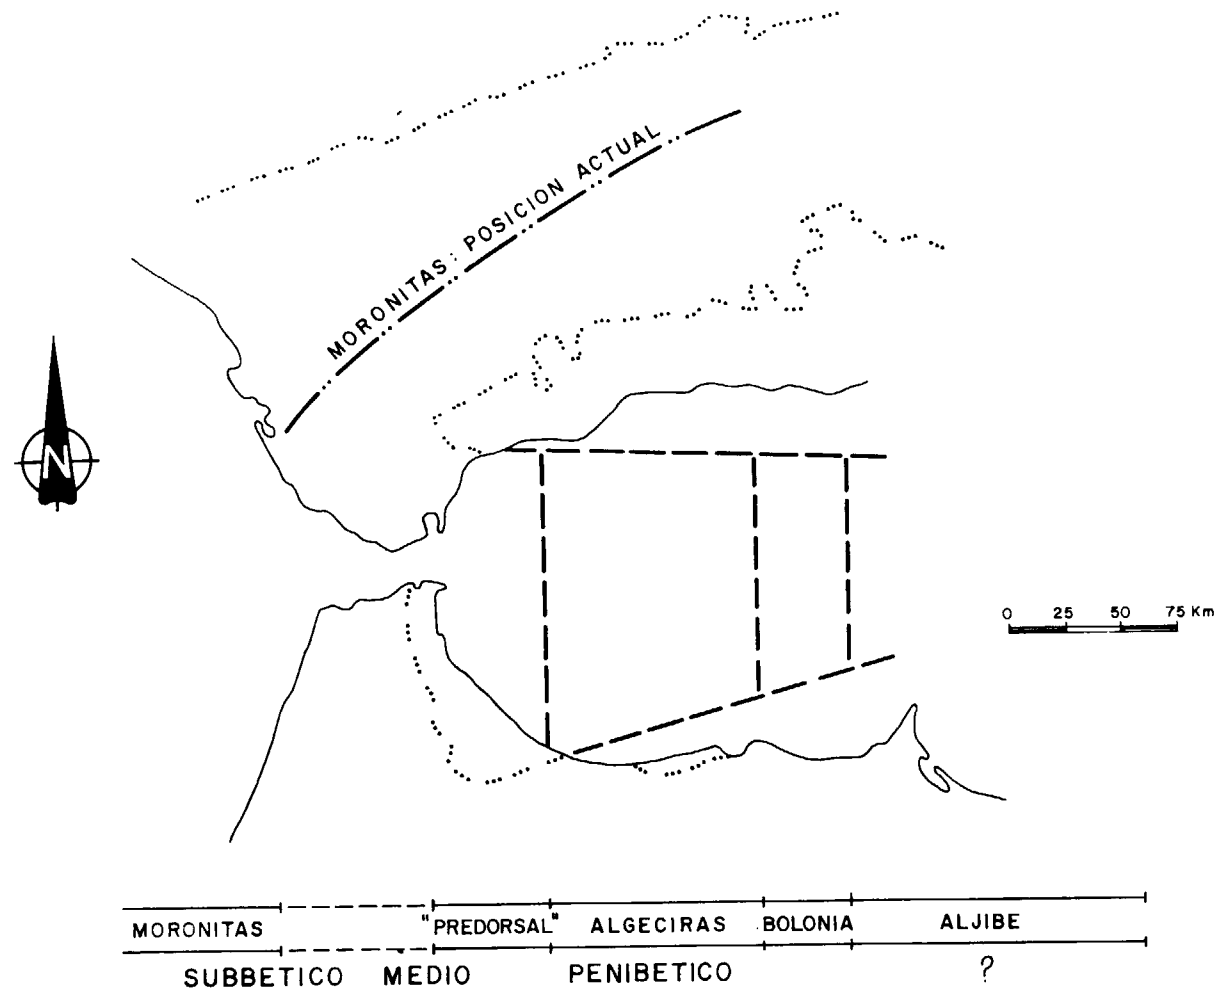 MORONITAS: POSICION ACTUAL
N
0 25 50 75 Km
MORONITAS "PREDORSAL" ALGECIRAS BOLONIA ALJIBE
SUBBETICO MEDIO PENIBETICO ?